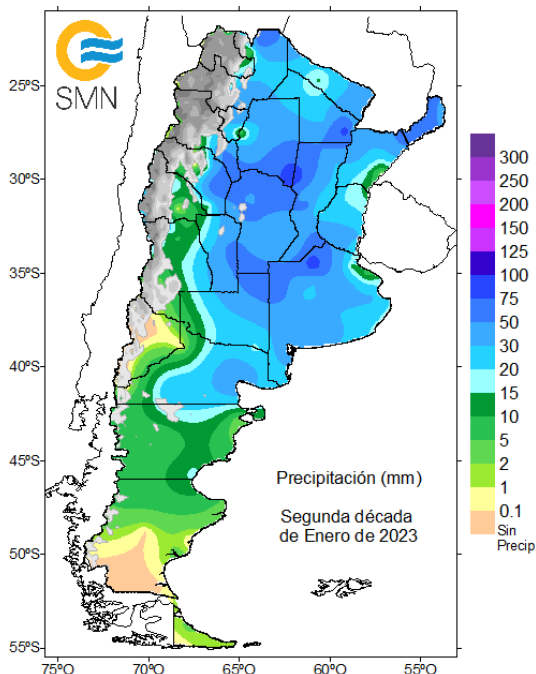 SMN
25ºS
30ºS
35ºS
40ºS
45ºS
50ºS
55ºS
75ºO
70ºO
65ºO
60ºO
55ºO
Precipitación (mm)
Segunda década
de Enero de 2023
300
250
200
150
125
100
75
50
30
20
15
10
5
2
1
0.1
Sin
Precip